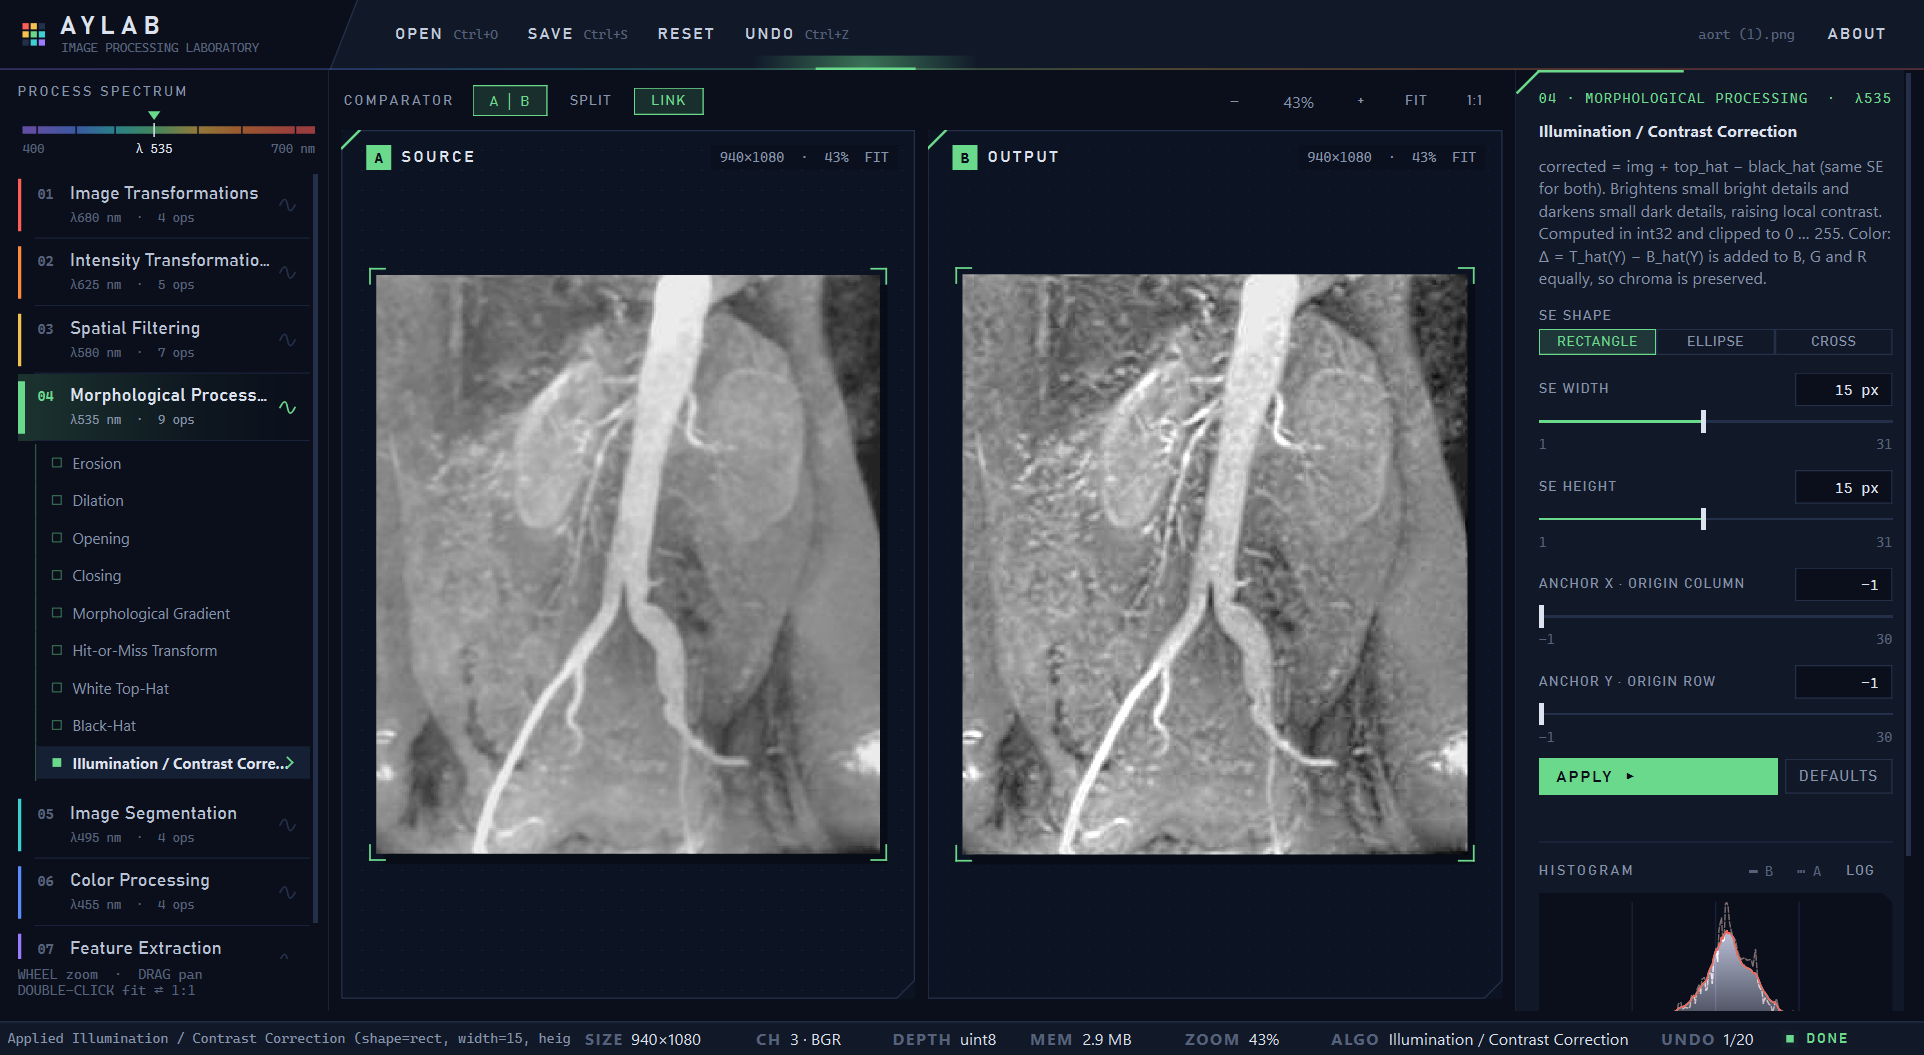 AYLAB
IMAGE PROCESSING LABORATORY
OPEN Ctrl+O SAVE Ctrl+S RESET UNDO Ctrl+Z
aort (1).png ABOUT
PROCESS SPECTRUM
400 λ 535 700 nm
01 Image Transformations
λ680 nm · 4 ops
02 Intensity Transformatio...
λ625 nm · 5 ops
03 Spatial Filtering
λ580 nm · 7 ops
04 Morphological Process...
λ535 nm · 9 ops
Erosion
Dilation
Opening
Closing
Morphological Gradient
Hit-or-Miss Transform
White Top-Hat
Black-Hat
Illumination / Contrast Corre...
05 Image Segmentation
λ495 nm · 4 ops
06 Color Processing
λ455 nm · 4 ops
07 Feature Extraction
WHEEL zoom · DRAG pan
DOUBLE-CLICK fit ⇄ 1:1
COMPARATOR A | B SPLIT LINK − 43% + FIT 1:1
A SOURCE 940×1080 · 43% FIT
B OUTPUT 940×1080 · 43% FIT
04 · MORPHOLOGICAL PROCESSING · λ535
Illumination / Contrast Correction
corrected = img + top_hat − black_hat (same SE
for both). Brightens small bright details and
darkens small dark details, raising local contrast.
Computed in int32 and clipped to 0 ... 255. Color:
Δ = T_hat(Y) − B_hat(Y) is added to B, G and R
equally, so chroma is preserved.
SE SHAPE
RECTANGLE ELLIPSE CROSS
SE WIDTH 15 px
1 31
SE HEIGHT 15 px
1 31
ANCHOR X · ORIGIN COLUMN −1
−1 30
ANCHOR Y · ORIGIN ROW −1
−1 30
APPLY ▸ DEFAULTS
HISTOGRAM B A LOG
Applied Illumination / Contrast Correction (shape=rect, width=15, heig SIZE 940×1080 CH 3 · BGR DEPTH uint8 MEM 2.9 MB ZOOM 43% ALGO Illumination / Contrast Correction UNDO 1/20 DONE